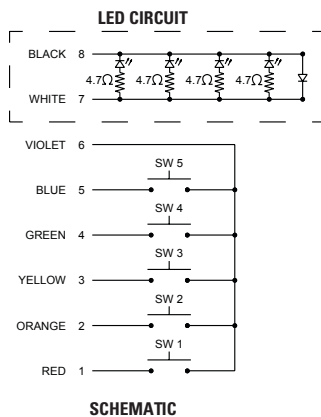 LED CIRCUIT
BLACK 8
4.7Ω 4.7Ω 4.7Ω 4.7Ω
WHITE 7
VIOLET 6
SW 5
BLUE 5
SW 4
GREEN 4
SW 3
YELLOW 3
SW 2
ORANGE 2
SW 1
RED 1
SCHEMATIC